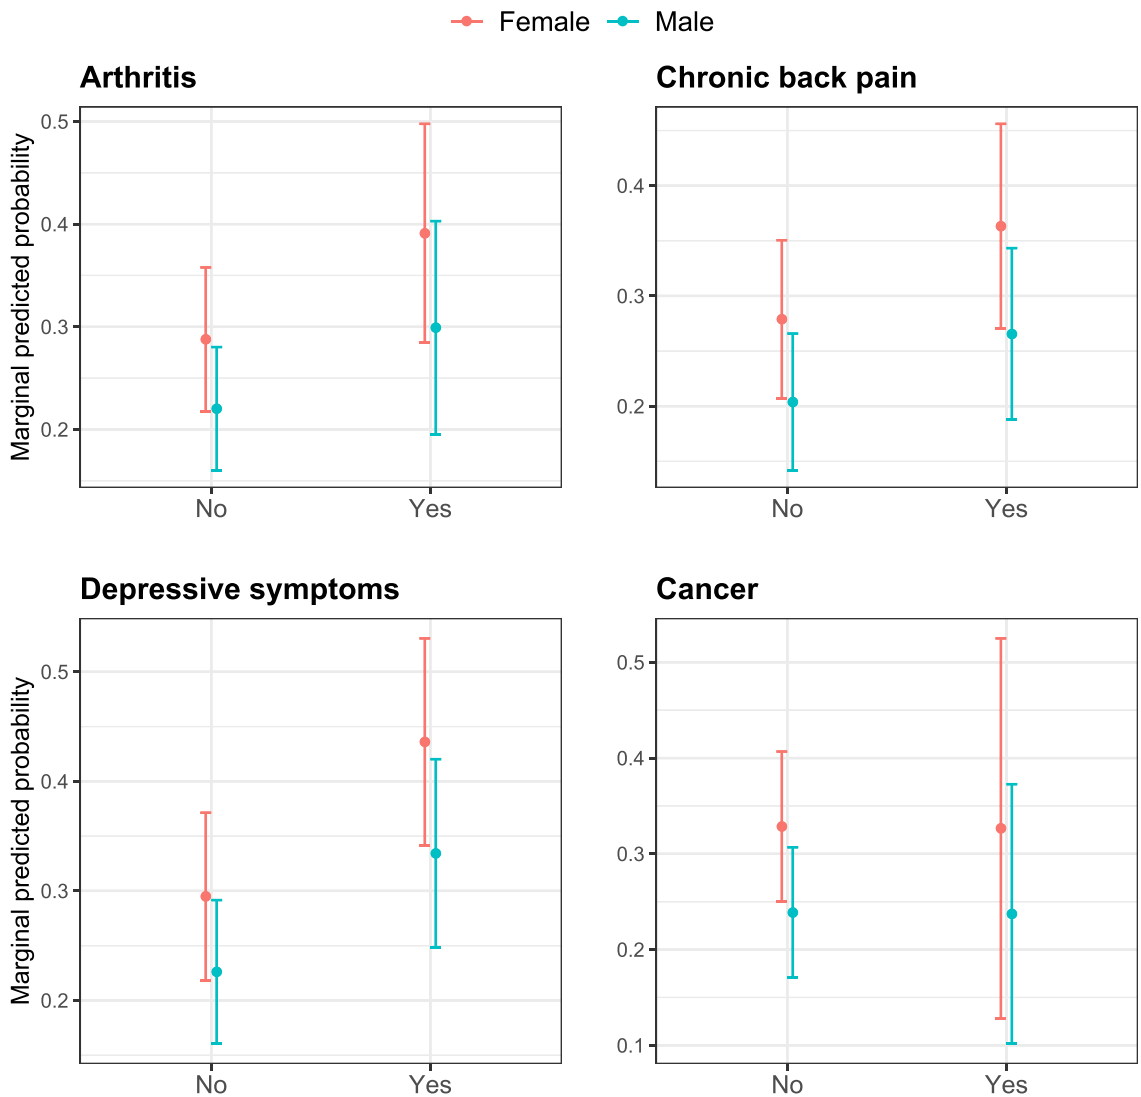 Female Male
Arthritis
Marginal predicted probability
0.5
0.4
0.3
0.2
No Yes
Chronic back pain
0.4
0.3
0.2
No Yes
Depressive symptoms
Marginal predicted probability
0.5
0.4
0.3
0.2
No Yes
Cancer
0.5
0.4
0.3
0.2
0.1
No Yes